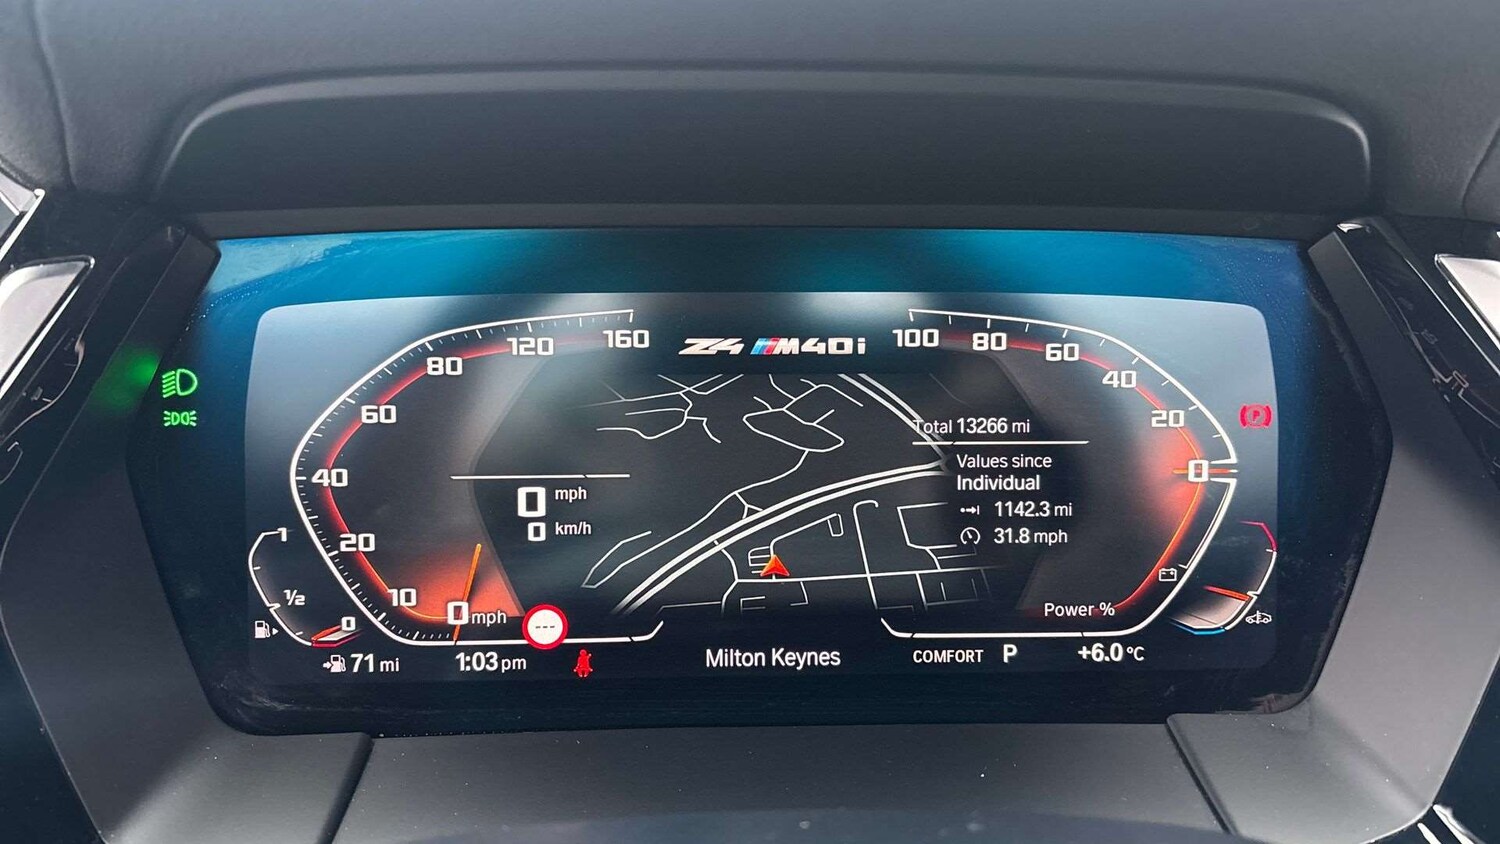 160
120
80
60
40
20
10
0 mph
Z4 M40i
100
80
60
40
20
0
Power %
Total 13266 mi
Values since
Individual
1142.3 mi
31.8 mph
0 mph
0 km/h
1
½
0
P
---
71 mi
1:03 pm
Milton Keynes
COMFORT P
+6.0 °C